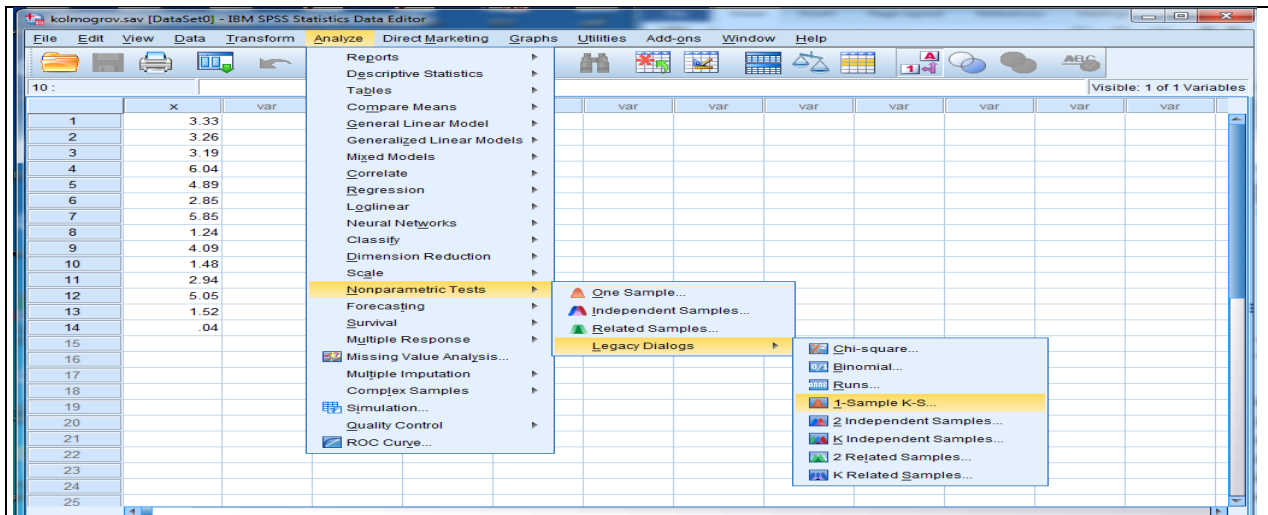 kolmogrov.sav [DataSet0] - IBM SPSS Statistics Data Editor
File Edit View Data Transform Analyze Direct Marketing Graphs Utilities Add-ons Window Help
10 :
Visible: 1 of 1 Variables
x var var var var var var var var
1 3.33
2 3.26
3 3.19
4 6.04
5 4.89
6 2.85
7 5.85
8 1.24
9 4.09
10 1.48
11 2.94
12 5.05
13 1.52
14 .04
15
16
17
18
19
20
21
22
23
24
25
Reports
Descriptive Statistics
Tables
Compare Means
General Linear Model
Generalized Linear Models
Mixed Models
Correlate
Regression
Loglinear
Neural Networks
Classify
Dimension Reduction
Scale
Nonparametric Tests
Forecasting
Survival
Multiple Response
Missing Value Analysis...
Multiple Imputation
Complex Samples
Simulation...
Quality Control
ROC Curve...
One Sample...
Independent Samples...
Related Samples...
Legacy Dialogs
Chi-square...
Binomial...
Runs...
1-Sample K-S...
2 Independent Samples...
K Independent Samples...
2 Related Samples...
K Related Samples...